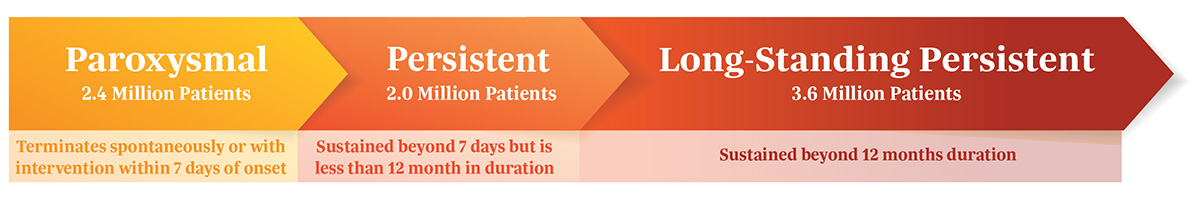 Paroxysmal
2.4 Million Patients
Terminates spontaneously or with
intervention within 7 days of onset
Persistent
2.0 Million Patients
Sustained beyond 7 days but is
less than 12 month in duration
Long-Standing Persistent
3.6 Million Patients
Sustained beyond 12 months duration